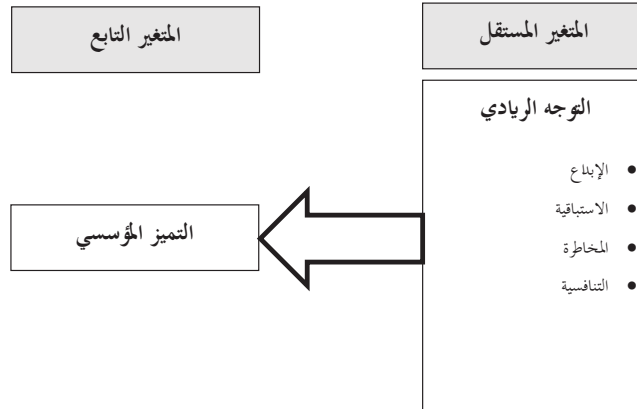 المتغير المستقل
المتغير التابع
التوجه الريادي
الإبداع
الاستباقية
المخاطرة
التنافسية
التميز المؤسسي